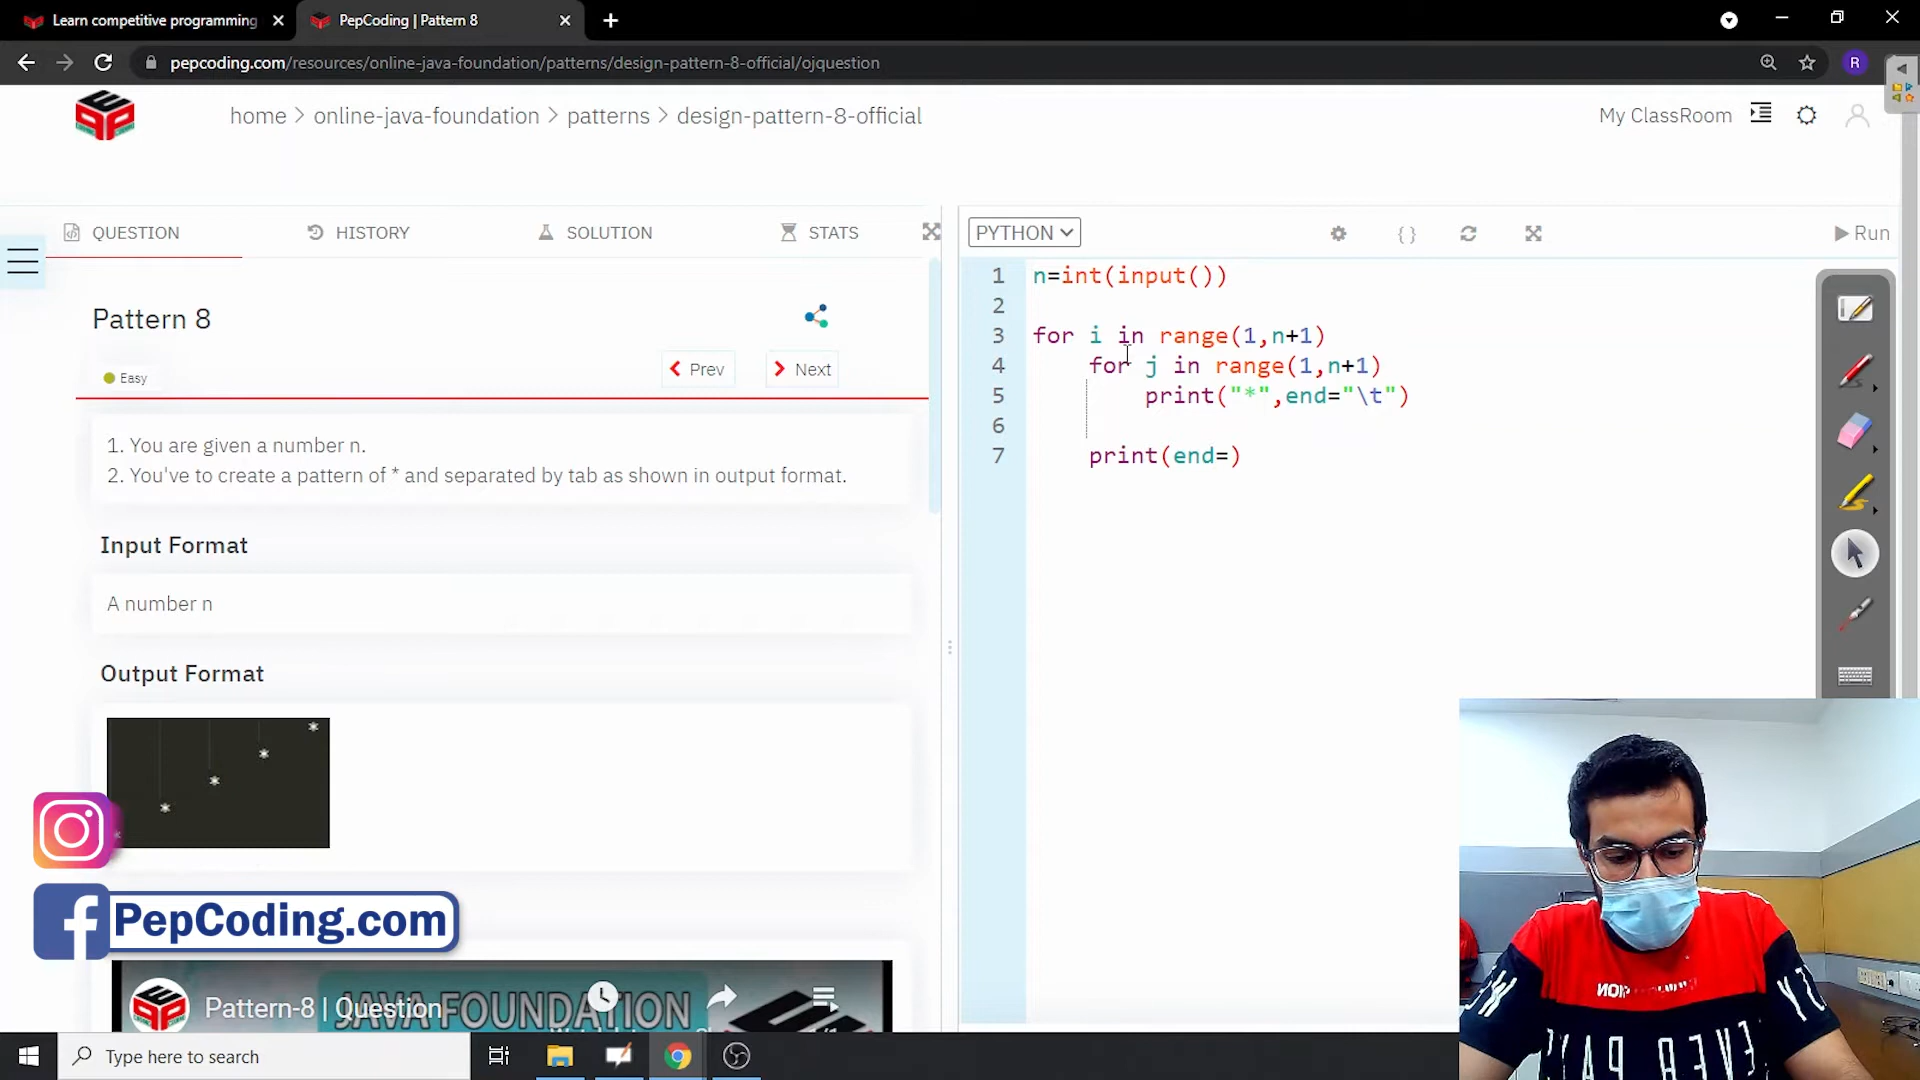 Learn competitive programming
PepCoding | Pattern 8
pepcoding.com/resources/online-java-foundation/patterns/design-pattern-8-official/ojquestion
R
home > online-java-foundation > patterns > design-pattern-8-official
My ClassRoom
QUESTION
HISTORY
SOLUTION
STATS
PYTHON
{ }
Run
Pattern 8
Easy
Prev
Next
1. You are given a number n.
2. You've to create a pattern of * and separated by tab as shown in output format.
Input Format
A number n
Output Format
PepCoding.com
Pattern-8 | Question
JAVA FOUNDATION
1 n=int(input())
2
3 for i in range(1,n+1)
4 for j in range(1,n+1)
5 print("*",end="\t")
6
7 print(end=)
Type here to search